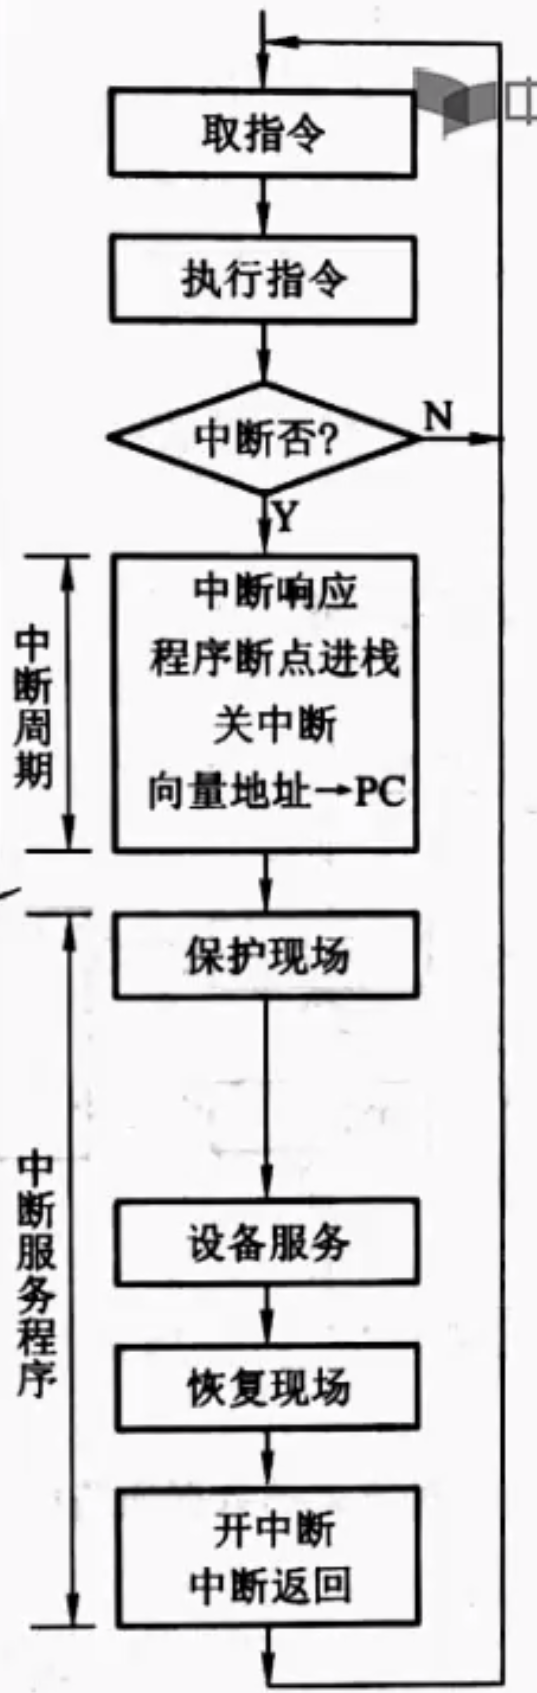 取指令
执行指令
中断否?
N
Y
中断周期
中断响应
程序断点进栈
关中断
向量地址→PC
中断服务程序
保护现场
设备服务
恢复现场
开中断
中断返回